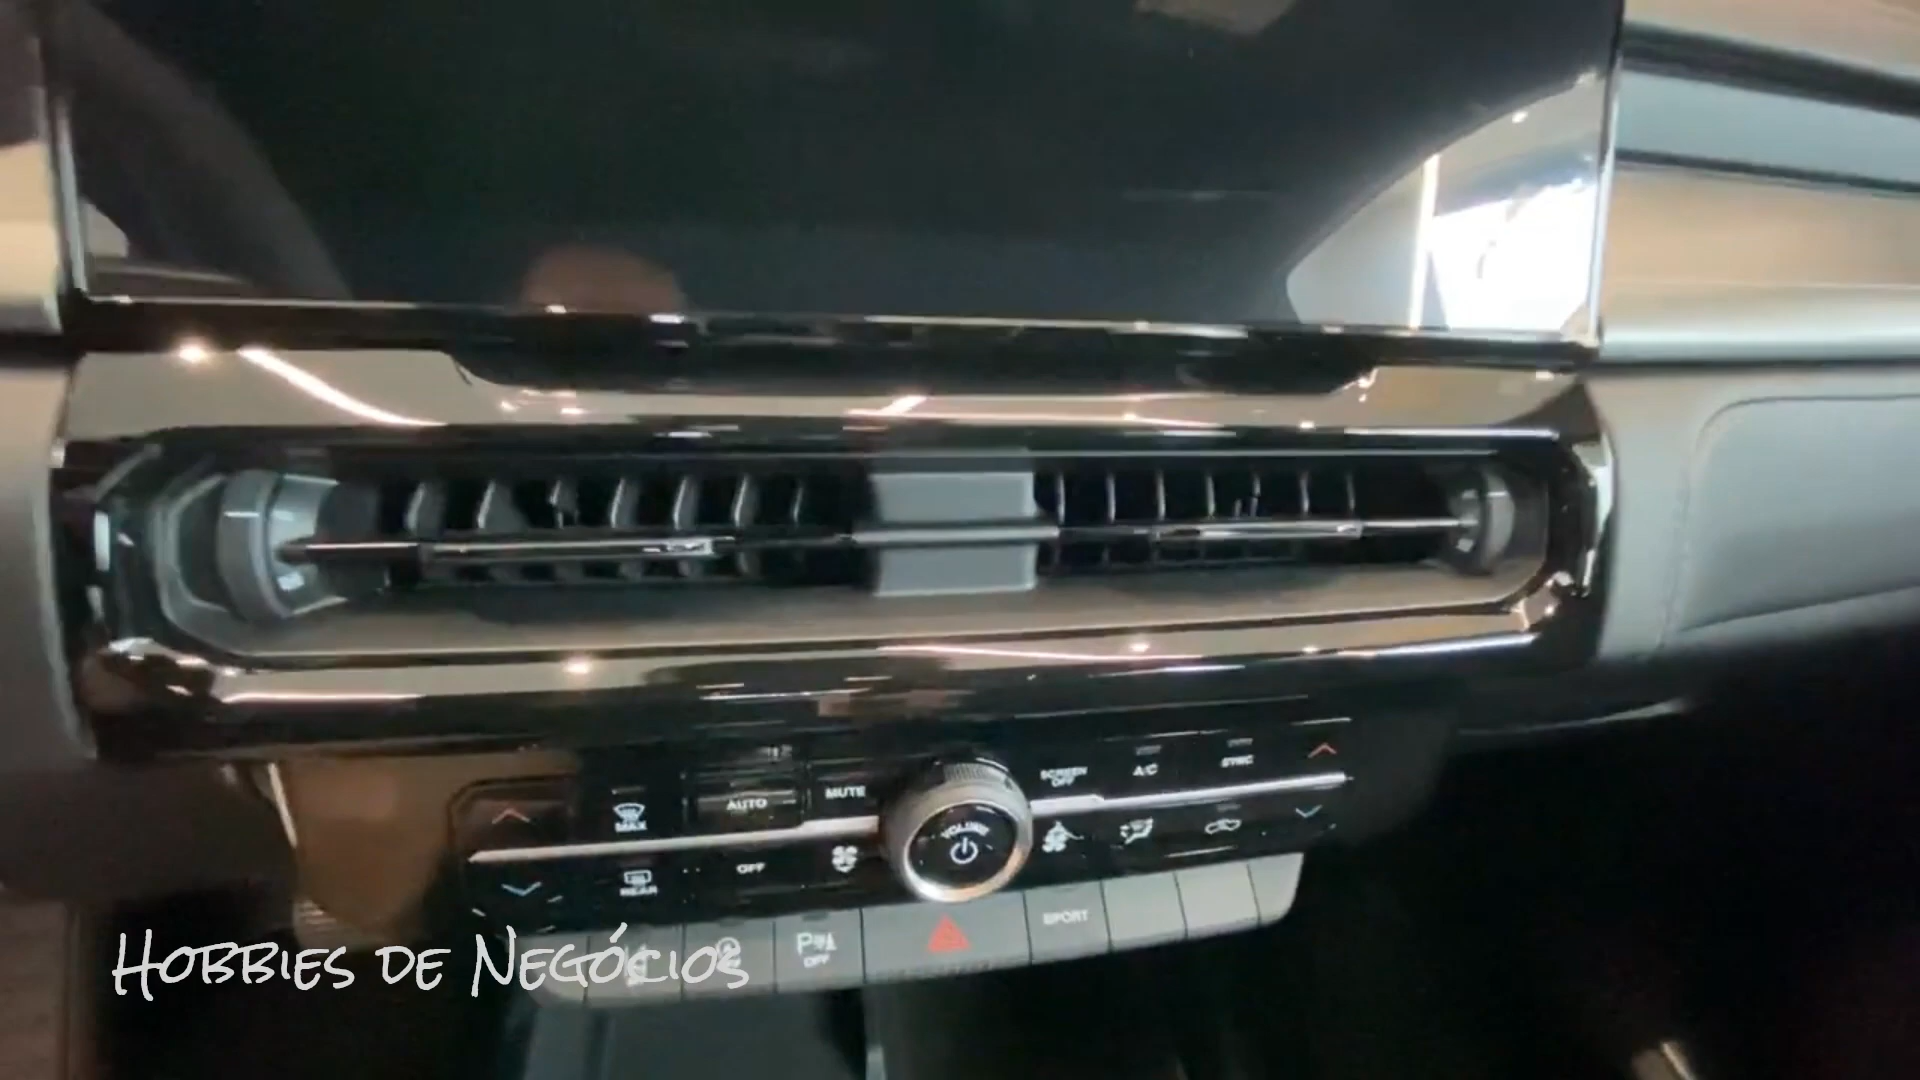 SCREEN
OFF
A/C
SYNC
MAX
AUTO
MUTE
VOLUME
REAR
OFF
SPORT
P
OFF
Hobbies de Negócios